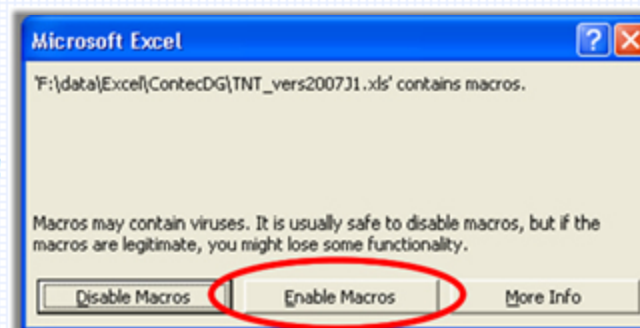 Microsoft Excel
'F:\data\Excel\ContecDG\TNT_vers2007J1.xls' contains macros.
Macros may contain viruses. It is usually safe to disable macros, but if the
macros are legitimate, you might lose some functionality.
Disable Macros Enable Macros More Info